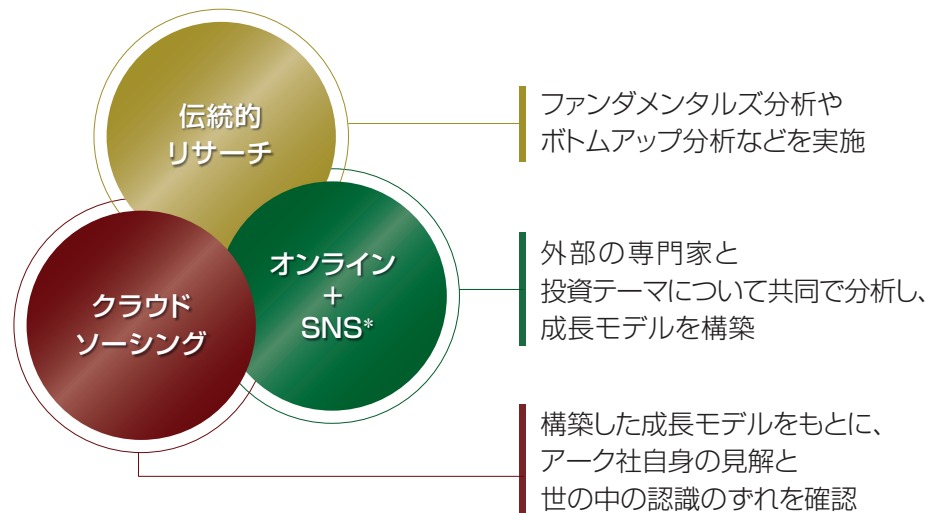 伝統的
リサーチ
ファンダメンタルズ分析や
ボトムアップ分析などを実施
オンライン
+
SNS*
外部の専門家と
投資テーマについて共同で分析し、
成長モデルを構築
クラウド
ソーシング
構築した成長モデルをもとに、
アーク社自身の見解と
世の中の認識のずれを確認